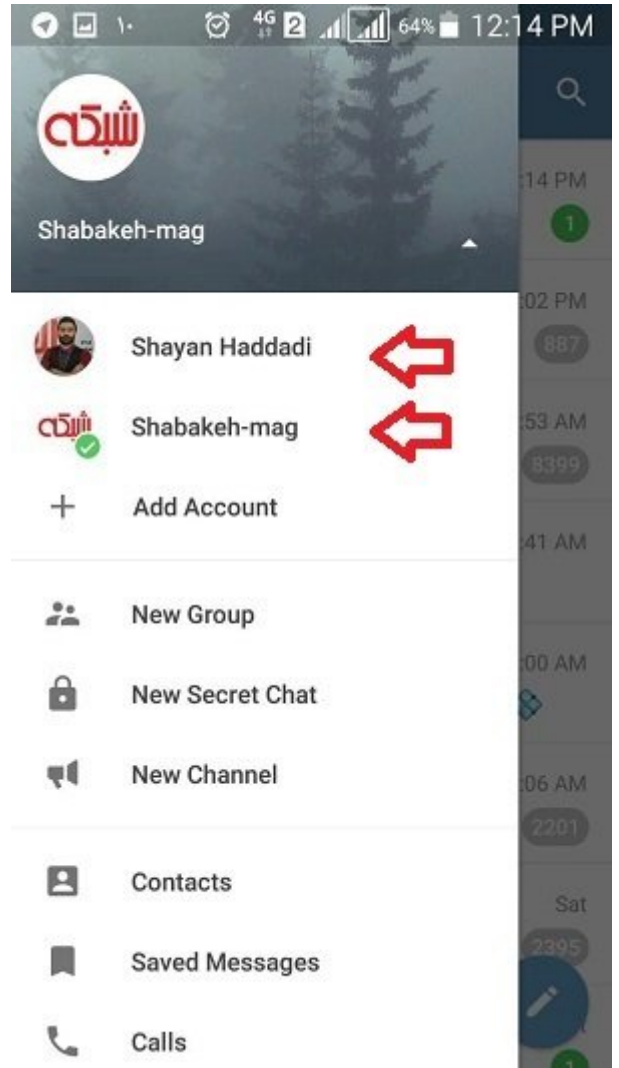 ۱۰ 4G 2 64% 12:14 PM
شبکه
Shabakeh-mag
:14 PM
1
:02 PM
887
Shayan Haddadi
:53 AM
شبکه Shabakeh-mag
8399
Add Account
:41 AM
New Group
:00 AM
New Secret Chat
New Channel
:06 AM
2201
Contacts
Sat
2395
Saved Messages
Calls
1